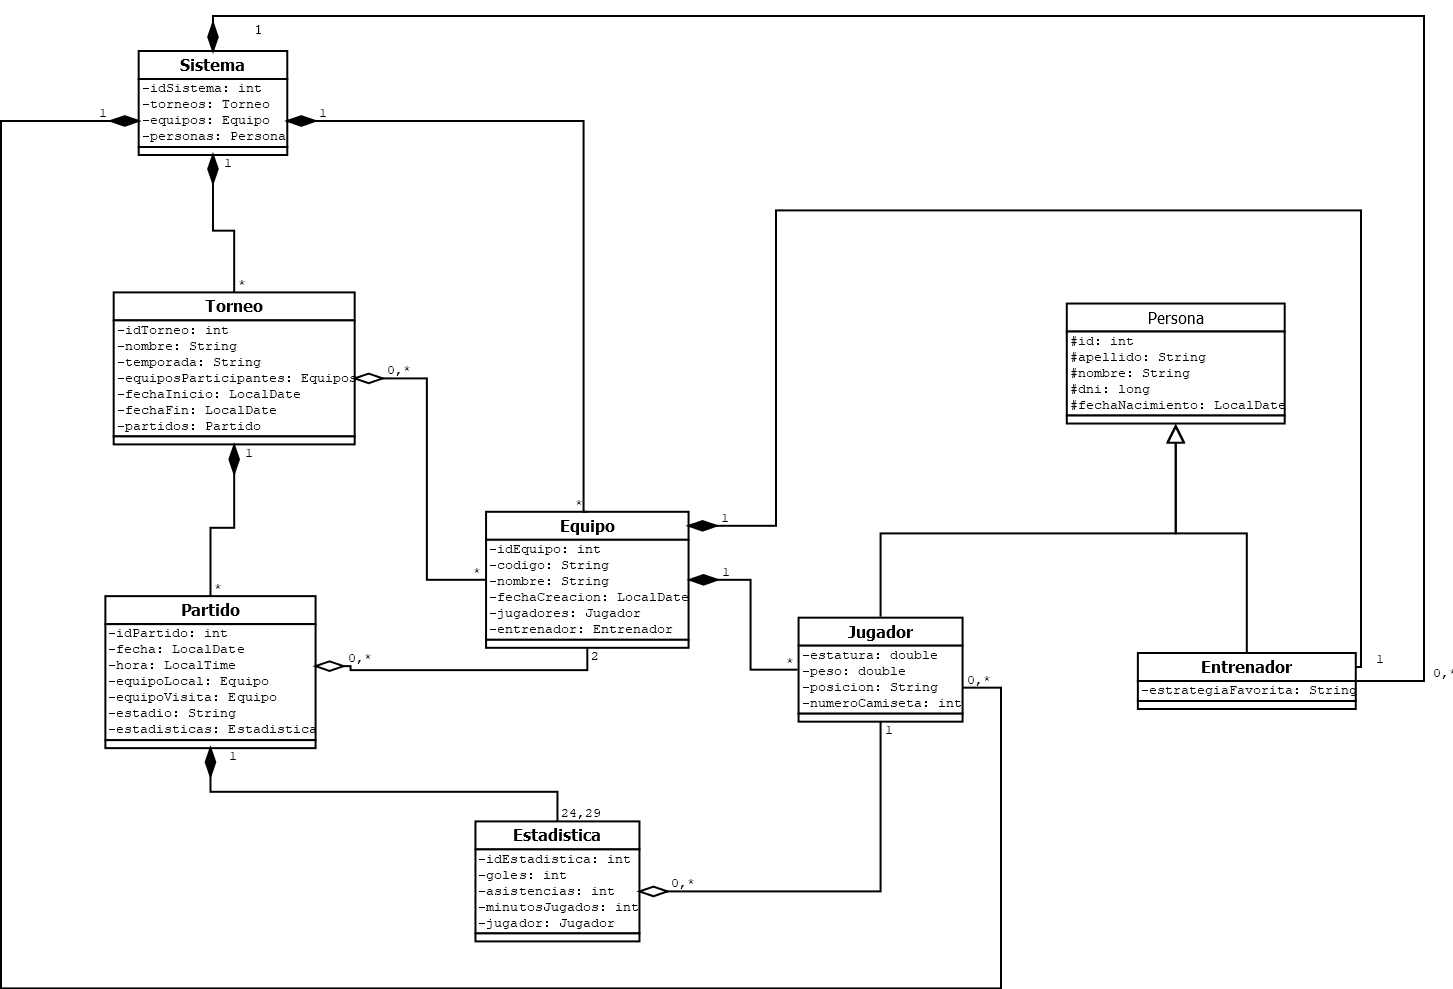 1
Sistema
-idSistema: int
-torneos: Torneo
-equipos: Equipo
-personas: Persona
1
1
1
*
Torneo
-idTorneo: int
-nombre: String
-temporada: String
-equiposParticipantes: Equipos
-fechaInicio: LocalDate
-fechaFin: LocalDate
-partidos: Partido
0,*
1
*
Persona
#id: int
#apellido: String
#nombre: String
#dni: long
#fechaNacimiento: LocalDate
*
Equipo
-idEquipo: int
-codigo: String
-nombre: String
-fechaCreacion: LocalDate
-jugadores: Jugador
-entrenador: Entrenador
1
1
*
2
*
Partido
-idPartido: int
-fecha: LocalDate
-hora: LocalTime
-equipoLocal: Equipo
-equipoVisita: Equipo
-estadio: String
-estadisticas: Estadistica
0,*
1
Jugador
-estatura: double
-peso: double
-posicion: String
-numeroCamiseta: int
0,*
1
Entrenador
-estrategiaFavorita: String
1
0,*
24,29
Estadistica
-idEstadistica: int
-goles: int
-asistencias: int
-minutosJugados: int
-jugador: Jugador
0,*